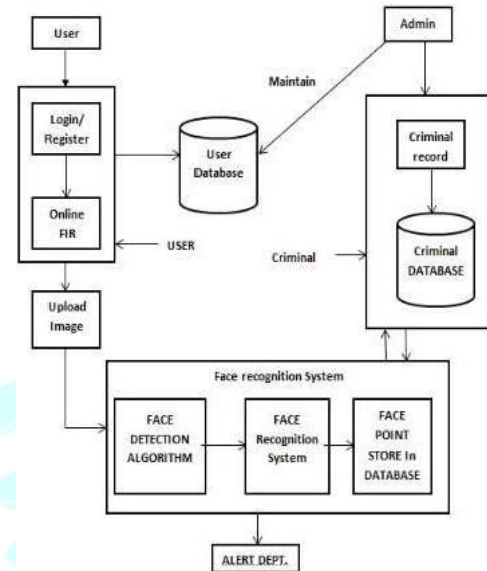 User
Admin
Maintain
Login/
Register
User
Database
Criminal
record
Online
FIR
USER
Criminal
Criminal
DATABASE
Upload
Image
Face recognition System
FACE
DETECTION
ALGORITHM
FACE
Recognition
System
FACE
POINT
STORE In
DATABASE
ALERT DEPT.